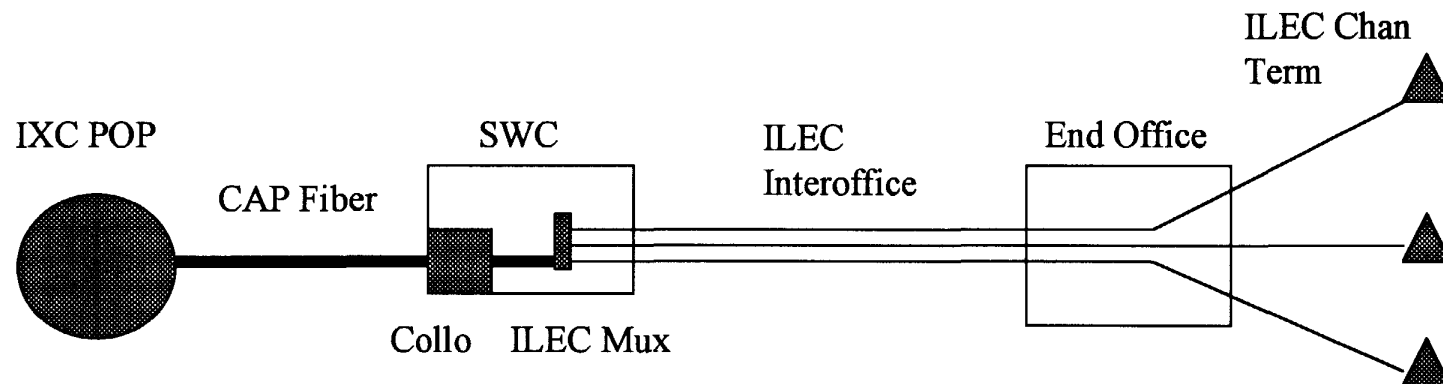 ILEC Chan
Term
IXC POP
SWC
ILEC
Interoffice
End Office
CAP Fiber
Collo
ILEC Mux